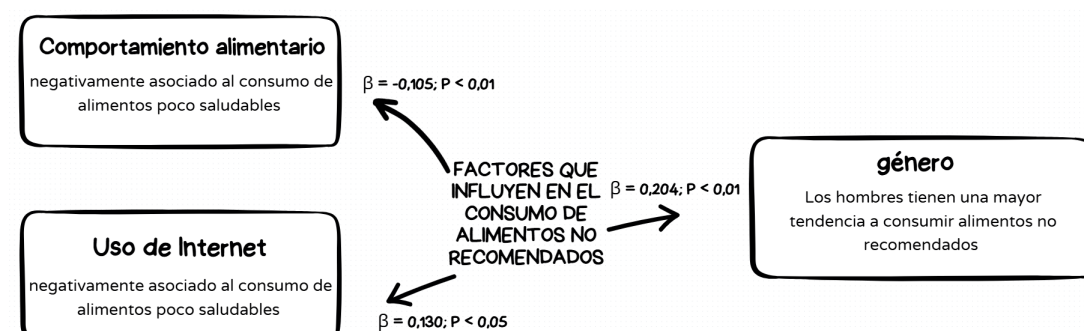 Comportamiento alimentario
negativamente asociado al consumo de
alimentos poco saludables
β = -0,105; P < 0,01
FACTORES QUE
INFLUYEN EN EL
CONSUMO DE
ALIMENTOS NO
RECOMENDADOS
β = 0,204; P < 0,01
género
Los hombres tienen una mayor
tendencia a consumir alimentos no
recomendados
Uso de Internet
negativamente asociado al consumo de
alimentos poco saludables
β = 0,130; P < 0,05